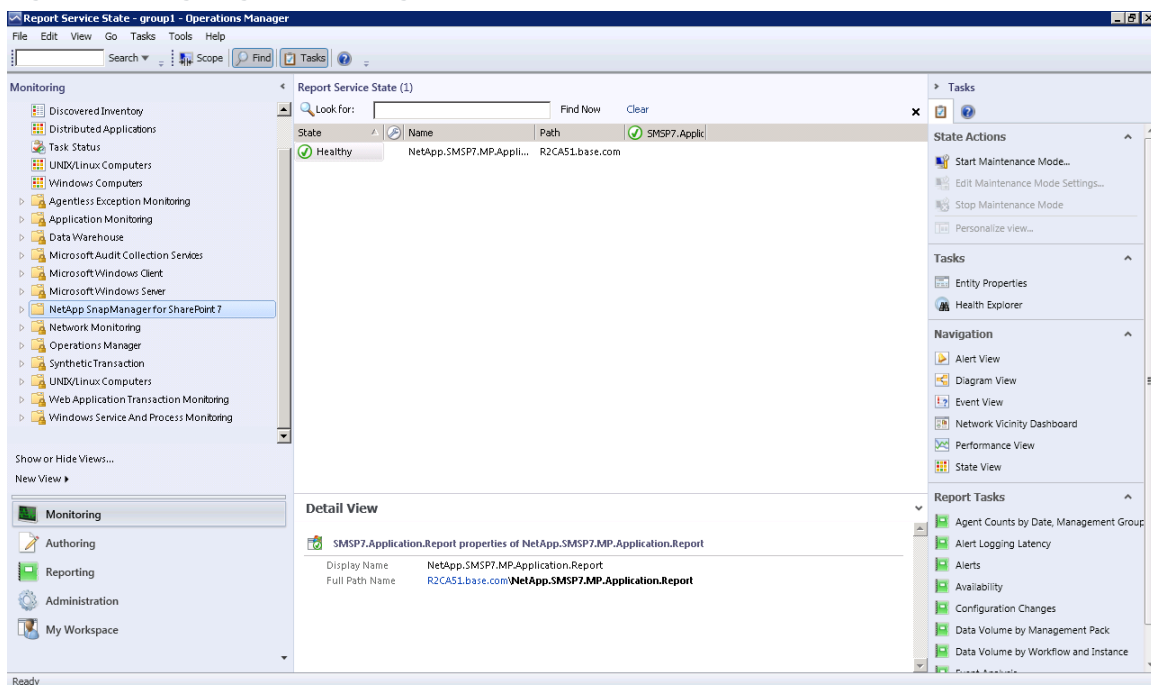 Report Service State - group1 - Operations Manager
File Edit View Go Tasks Tools Help
Search Scope Find Tasks
Monitoring
Discovered Inventory
Distributed Applications
Task Status
UNIX/Linux Computers
Windows Computers
Agentless Exception Monitoring
Application Monitoring
Data Warehouse
Microsoft Audit Collection Services
Microsoft Windows Client
Microsoft Windows Server
NetApp SnapManager for SharePoint 7
Network Monitoring
Operations Manager
Synthetic Transaction
UNIX/Linux Computers
Web Application Transaction Monitoring
Windows Service And Process Monitoring
Show or Hide Views...
New View
Monitoring
Authoring
Reporting
Administration
My Workspace
Report Service State (1)
Look for: Find Now Clear
State Name Path SMSP7.Applic
Healthy NetApp.SMSP7.MP.Appli... R2CA51.base.com
Detail View
SMSP7.Application.Report properties of NetApp.SMSP7.MP.Application.Report
Display Name NetApp.SMSP7.MP.Application.Report
Full Path Name R2CA51.base.com\NetApp.SMSP7.MP.Application.Report
Tasks
State Actions
Start Maintenance Mode...
Edit Maintenance Mode Settings...
Stop Maintenance Mode
Personalize view...
Tasks
Entity Properties
Health Explorer
Navigation
Alert View
Diagram View
Event View
Network Vicinity Dashboard
Performance View
State View
Report Tasks
Agent Counts by Date, Management Group
Alert Logging Latency
Alerts
Availability
Configuration Changes
Data Volume by Management Pack
Data Volume by Workflow and Instance
Ready